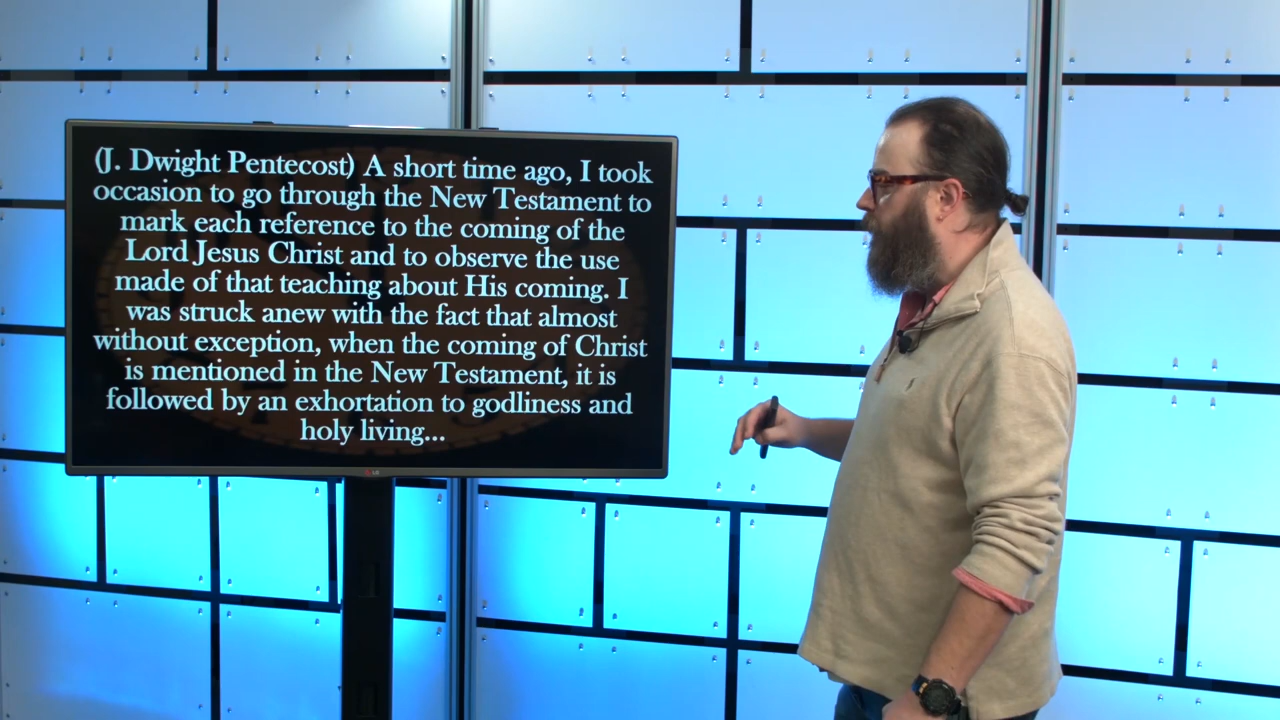 (J. Dwight Pentecost) A short time ago, I took
occasion to go through the New Testament to
mark each reference to the coming of the
Lord Jesus Christ and to observe the use
made of that teaching about His coming. I
was struck anew with the fact that almost
without exception, when the coming of Christ
is mentioned in the New Testament, it is
followed by an exhortation to godliness and
holy living...
LG